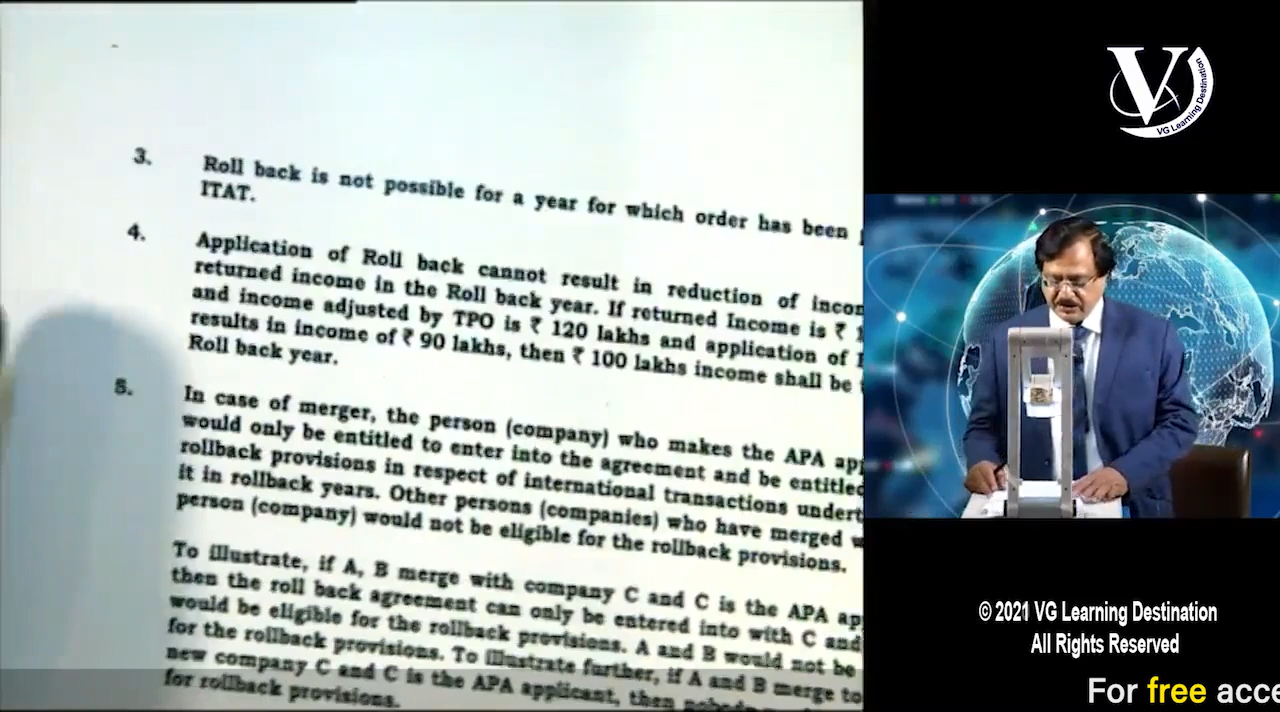 3. Roll back is not possible for a year for which order has been
ITAT.
4. Application of Roll back cannot result in reduction of
returned income in the Roll back year. If returned Income is ₹
and income adjusted by TPO is ₹ 120 lakhs and application of
results in income of ₹ 90 lakhs, then ₹ 100 lakhs income shall be
Roll back year.
5. In case of merger, the person (company) who makes the APA
would only be entitled to enter into the agreement and be entitled
rollback provisions in respect of international transactions
it in rollback years. Other persons (companies) who have merged
person (company) would not be eligible for the rollback provisions.
To illustrate, if A, B merge with company C and C is the APA
then the roll back agreement can only be entered into with C and
would be eligible for the rollback provisions. A and B would not be
for the rollback provisions. To illustrate further, if A and B merge to
new company C and C is the APA applicant, then nobody
for rollback provisions.
V
VG Learning Destination
© 2021 VG Learning Destination
All Rights Reserved
For free acce